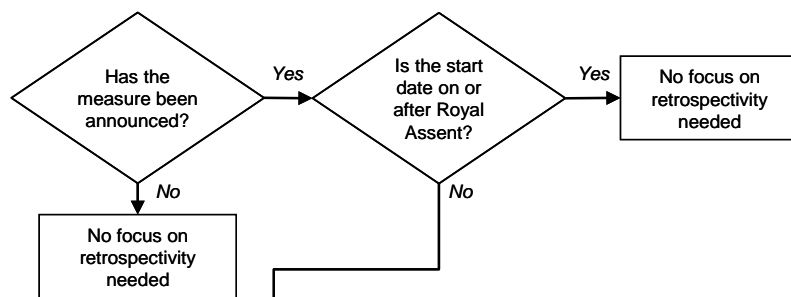 Has the
measure been
announced?
Yes
Is the start
date on or
after Royal
Assent?
Yes
No focus on
retrospectivity
needed
No
No focus on
retrospectivity
needed
No